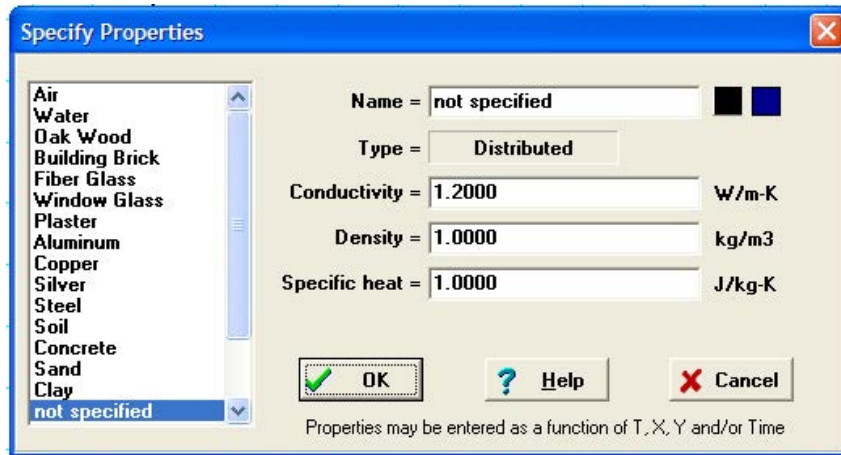 Specify Properties
Air
Water
Oak Wood
Building Brick
Fiber Glass
Window Glass
Plaster
Aluminum
Copper
Silver
Steel
Soil
Concrete
Sand
Clay
not specified
Name = not specified
Type = Distributed
Conductivity = 1.2000 W/m-K
Density = 1.0000 kg/m3
Specific heat = 1.0000 J/kg-K
OK
Help
Cancel
Properties may be entered as a function of T, X, Y and/or Time